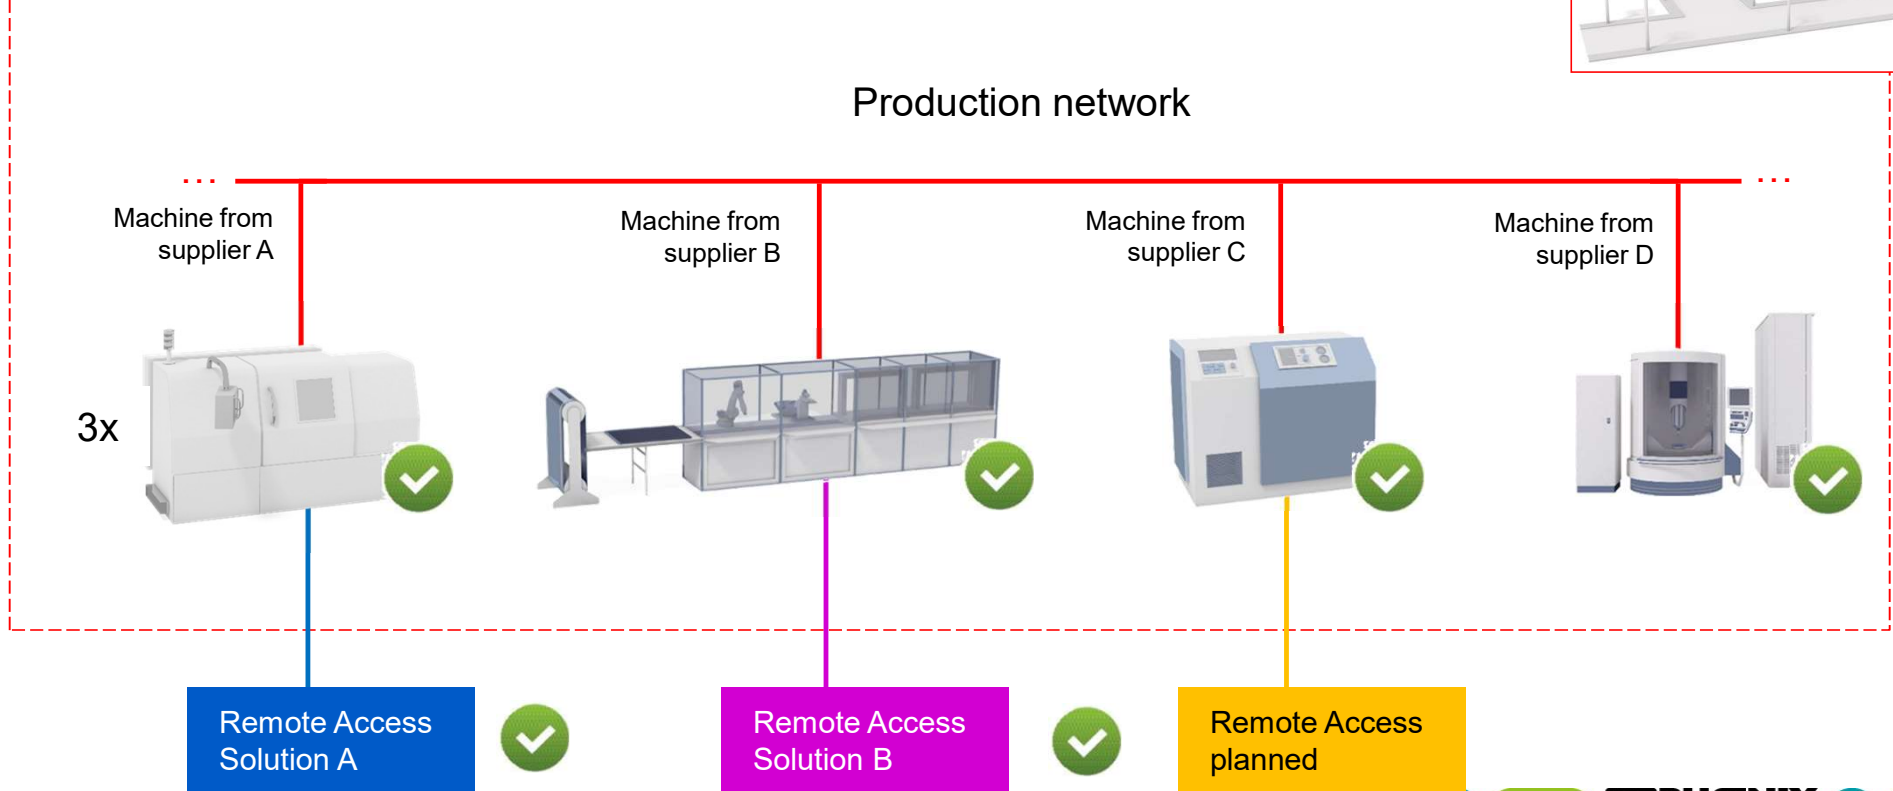 Production network
...
...
Machine from
supplier A
Machine from
supplier B
Machine from
supplier C
Machine from
supplier D
3x
Remote Access
Solution A
Remote Access
Solution B
Remote Access
planned